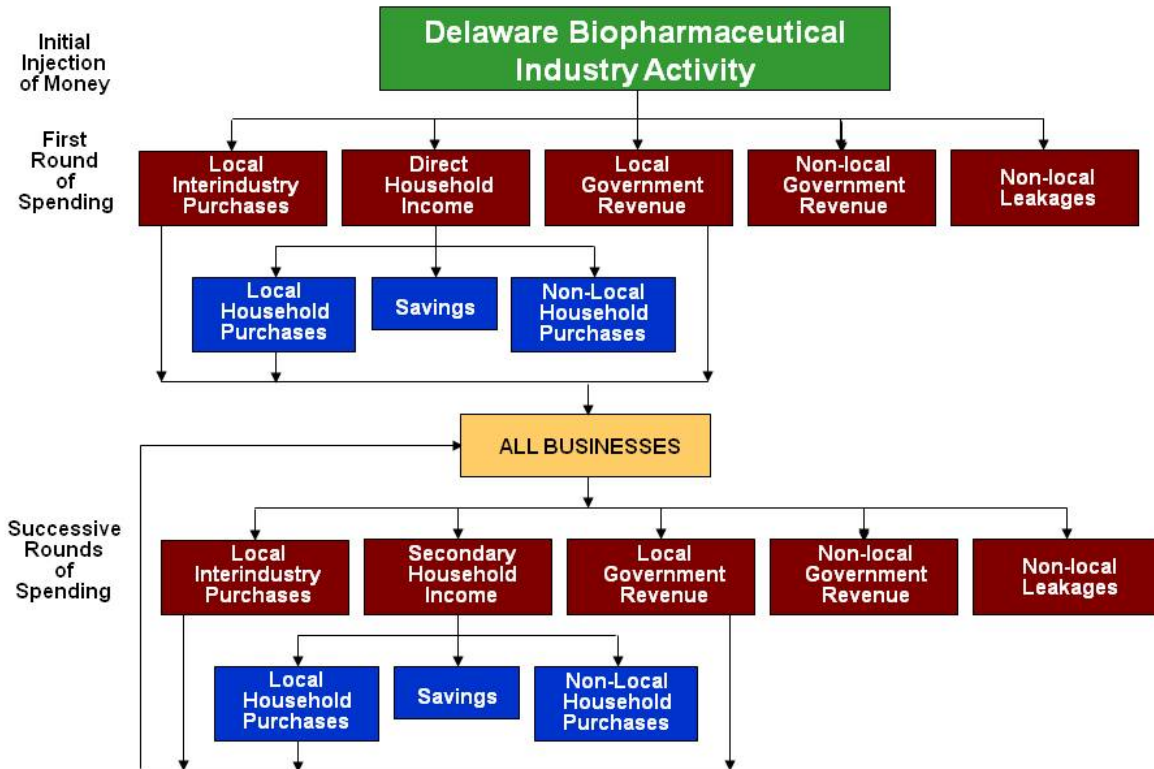 Initial
Injection
of Money
Delaware Biopharmaceutical
Industry Activity
First
Round
of
Spending
Local
Interindustry
Purchases
Direct
Household
Income
Local
Government
Revenue
Non-local
Government
Revenue
Non-local
Leakages
Local
Household
Purchases
Savings
Non-Local
Household
Purchases
ALL BUSINESSES
Successive
Rounds
of
Spending
Local
Interindustry
Purchases
Secondary
Household
Income
Local
Government
Revenue
Non-local
Government
Revenue
Non-local
Leakages
Local
Household
Purchases
Savings
Non-Local
Household
Purchases